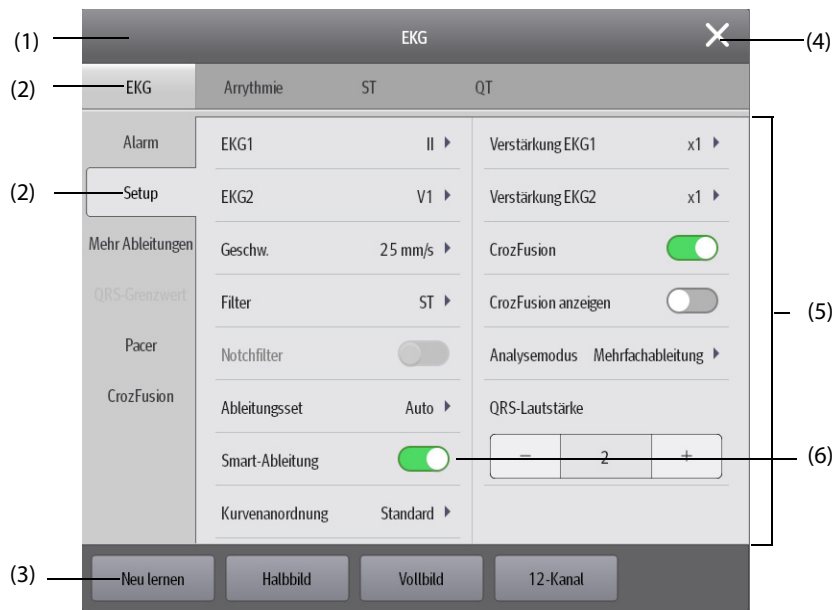 (1) EKG (4)
(2) EKG Arrythmie ST QT
Alarm EKG1 II Verstärkung EKG1 x1
(2) Setup EKG2 V1 Verstärkung EKG2 x1
Mehr Ableitungen Geschw. 25 mm/s CrozFusion
QRS-Grenzwert Filter ST CrozFusion anzeigen (5)
Pacer Notchfilter Analysemodus Mehrfachableitung
CrozFusion Ableitungsset Auto QRS-Lautstärke
Smart-Ableitung − 2 + (6)
Kurvenanordnung Standard
(3) Neu lernen Halbbild Vollbild 12-Kanal